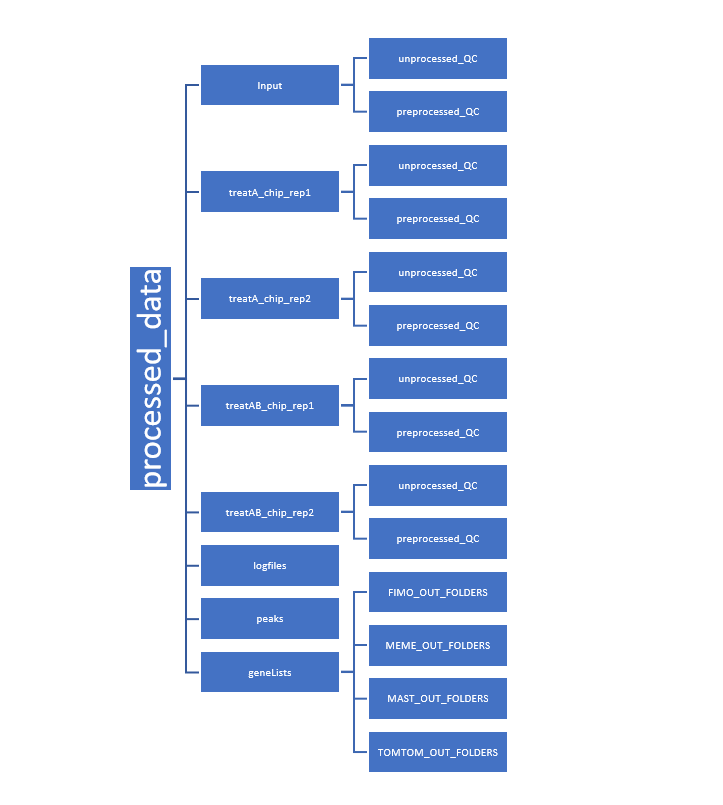 processed_data
Input
unprocessed_QC
preprocessed_QC
treatA_chip_rep1
unprocessed_QC
preprocessed_QC
treatA_chip_rep2
unprocessed_QC
preprocessed_QC
treatAB_chip_rep1
unprocessed_QC
preprocessed_QC
treatAB_chip_rep2
unprocessed_QC
preprocessed_QC
logfiles
peaks
geneLists
FIMO_OUT_FOLDERS
MEME_OUT_FOLDERS
MAST_OUT_FOLDERS
TOMTOM_OUT_FOLDERS